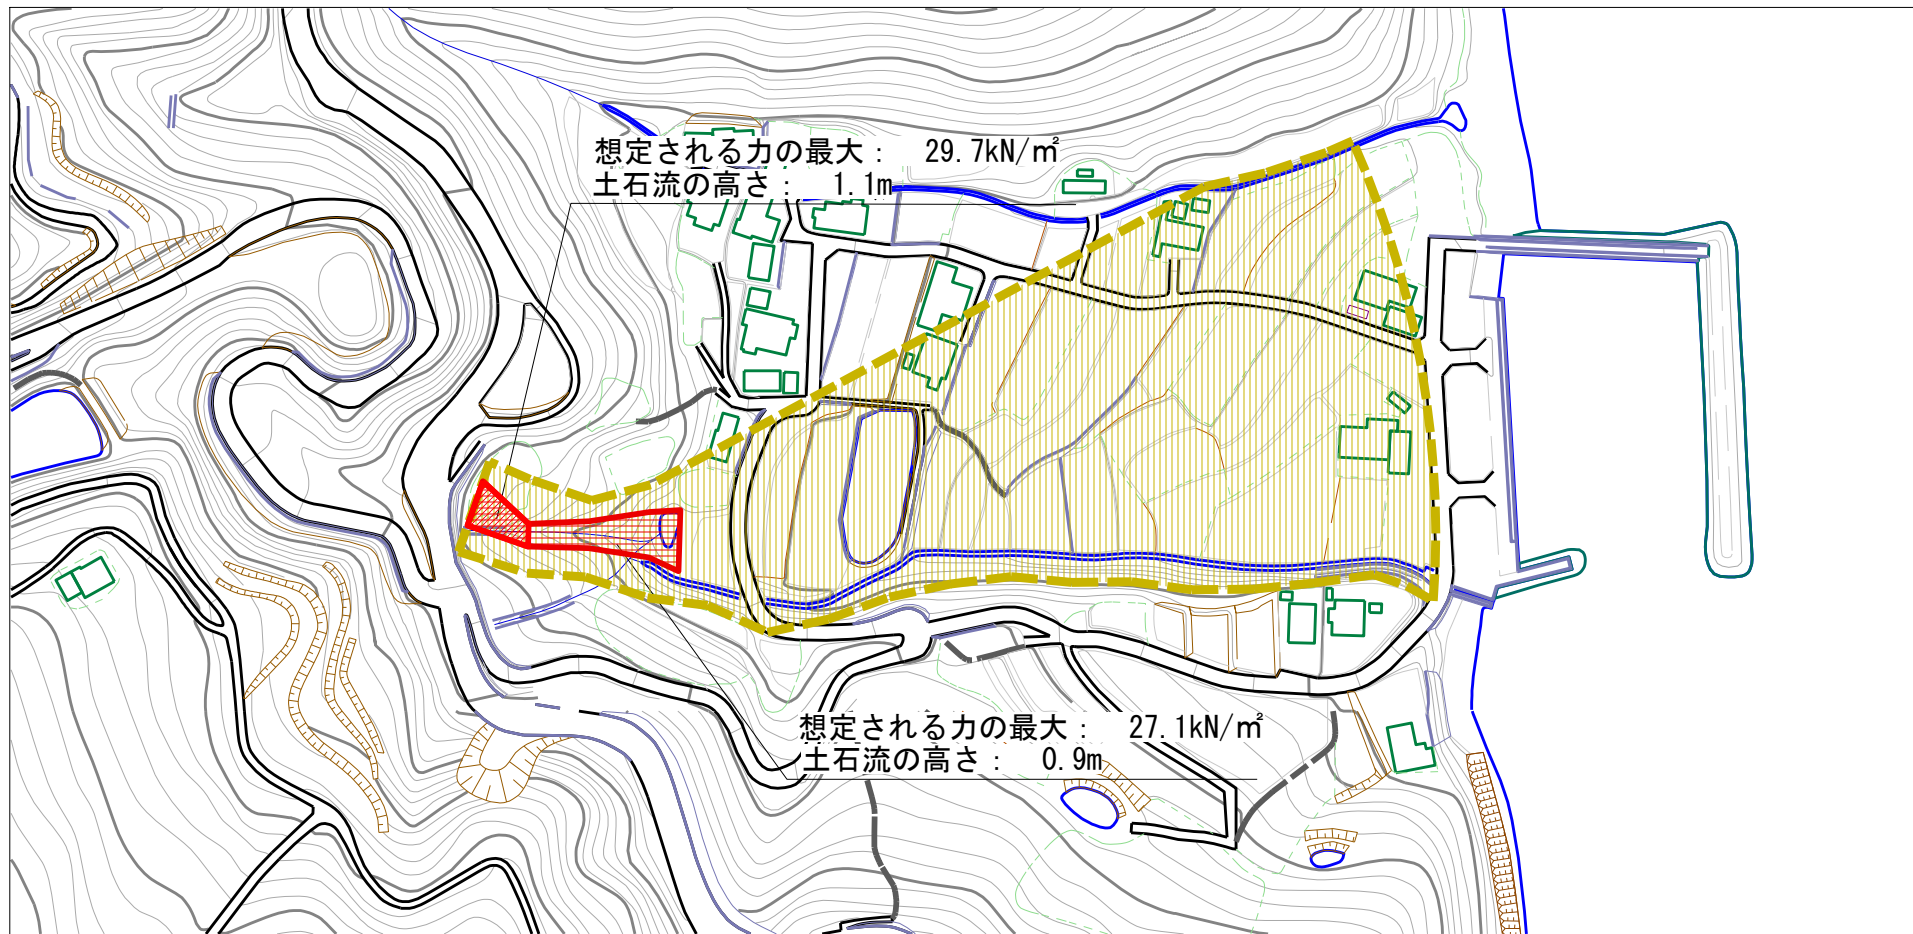 想定される力の最大： 29.7kN/㎡
土石流の高さ： 1.1m
想定される力の最大： 27.1kN/㎡
土石流の高さ： 0.9m